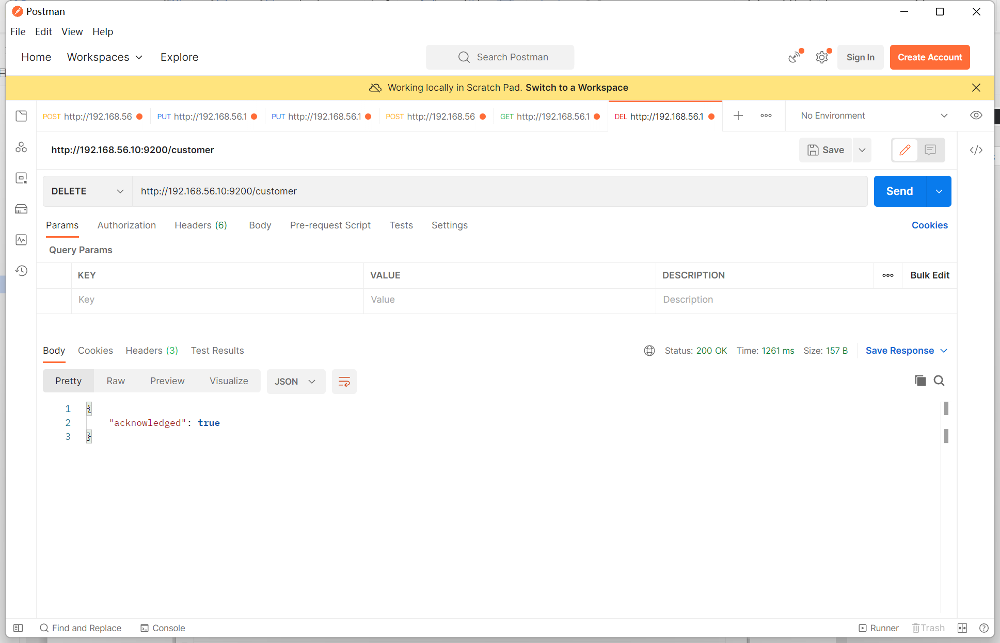 Postman
File Edit View Help
Home Workspaces Explore Search Postman Sign In Create Account
Working locally in Scratch Pad. Switch to a Workspace
POST http://192.168.56 PUT http://192.168.56.1 PUT http://192.168.56.1 POST http://192.168.56 GET http://192.168.56.1 DEL http://192.168.56.1 No Environment
http://192.168.56.10:9200/customer Save
DELETE http://192.168.56.10:9200/customer Send
Params Authorization Headers (6) Body Pre-request Script Tests Settings Cookies
Query Params
KEY VALUE DESCRIPTION Bulk Edit
Key Value Description
Body Cookies Headers (3) Test Results Status: 200 OK Time: 1261 ms Size: 157 B Save Response
Pretty Raw Preview Visualize JSON
1 {
2 "acknowledged": true
3 }
Find and Replace Console Runner Trash